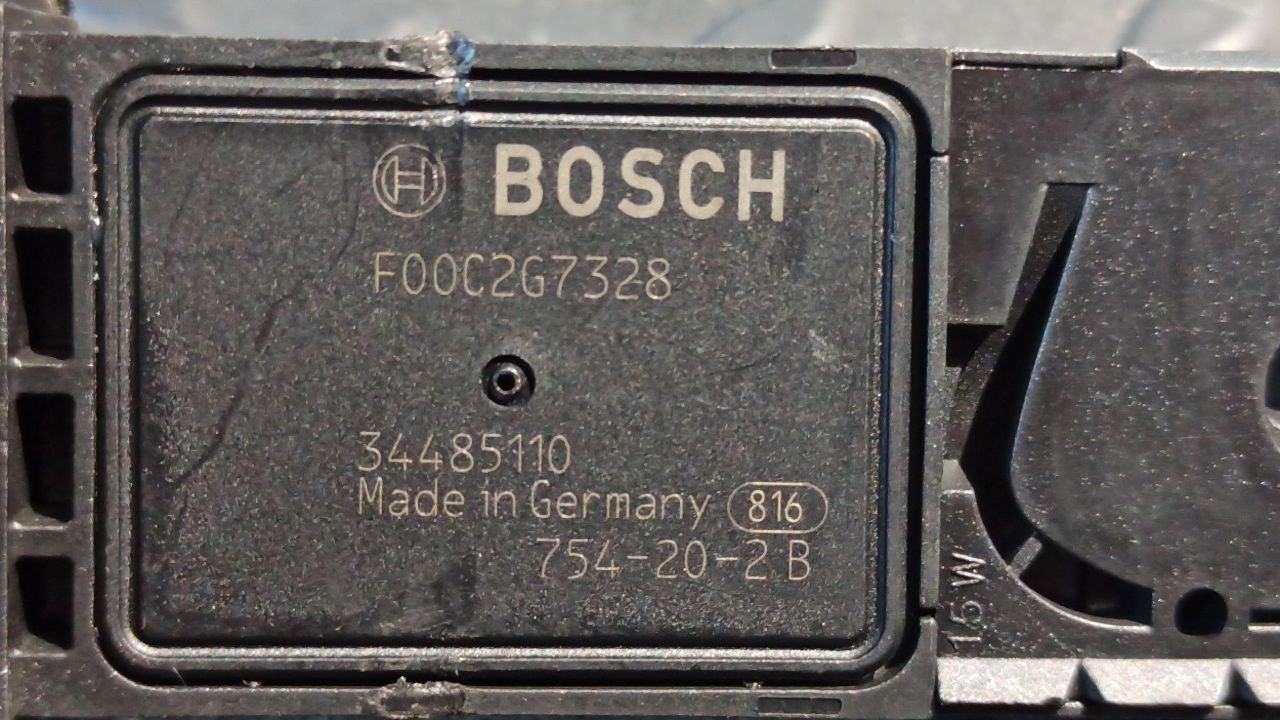 BOSCH
F00C2G7328
34485110
Made in Germany 816
754-20-2 B
15 W